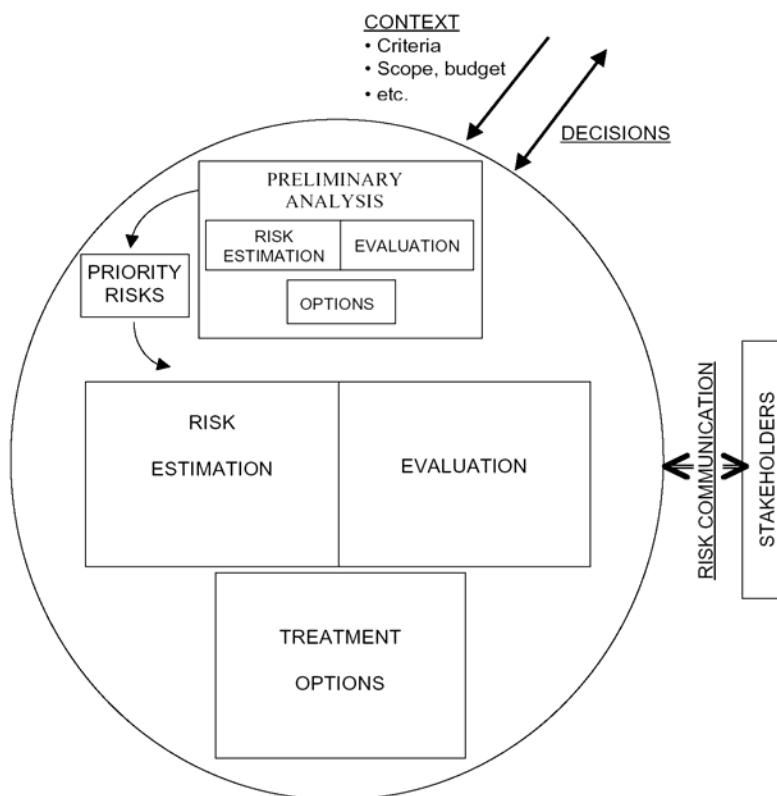 CONTEXT
• Criteria
• Scope, budget
• etc.
DECISIONS
PRELIMINARY
ANALYSIS
RISK
ESTIMATION
EVALUATION
OPTIONS
PRIORITY
RISKS
RISK
ESTIMATION
EVALUATION
TREATMENT
OPTIONS
RISK COMMUNICATION
STAKEHOLDERS